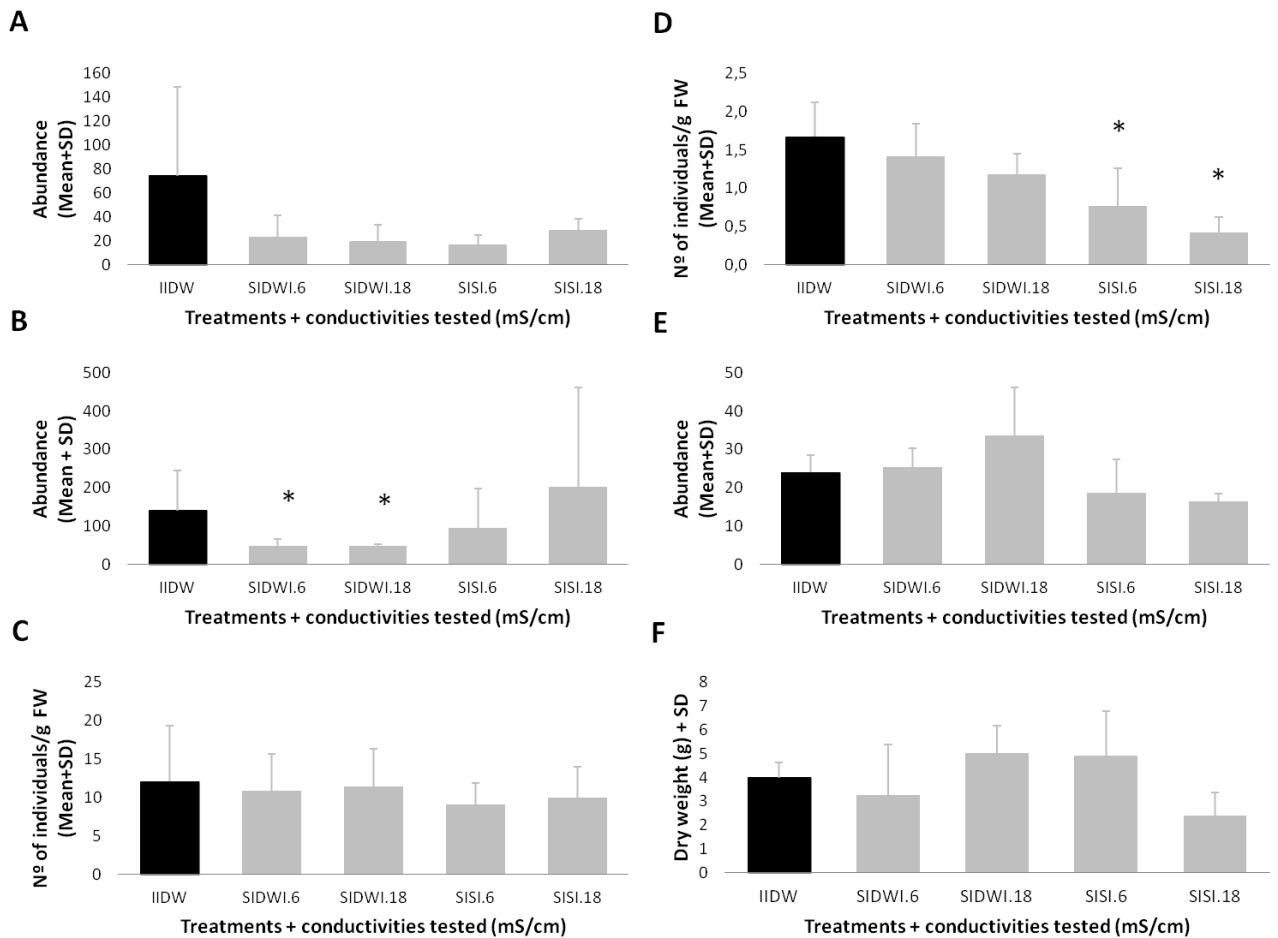 A
160
140
120
100
80
60
40
20
0
Abundance
(Mean+SD)
IIDW SIDWI.6 SIDWI.18 SISI.6 SISI.18
Treatments + conductivities tested (mS/cm)
B
500
400
300
200
100
0
Abundance
(Mean + SD)
* *
IIDW SIDWI.6 SIDWI.18 SISI.6 SISI.18
Treatments + conductivities tested (mS/cm)
C
25
20
15
10
5
0
Nº of individuals/g FW
(Mean+SD)
IIDW SIDWI.6 SIDWI.18 SISI.6 SISI.18
Treatments + conductivities tested (mS/cm)
D
2,5
2,0
1,5
1,0
0,5
0,0
Nº of individuals/g FW
(Mean+SD)
*
*
IIDW SIDWI.6 SIDWI.18 SISI.6 SISI.18
Treatments + conductivities tested (mS/cm)
E
50
40
30
20
10
0
Abundance
(Mean+SD)
IIDW SIDWI.6 SIDWI.18 SISI.6 SISI.18
Treatments + conductivities tested (mS/cm)
F
8
7
6
5
4
3
2
1
0
Dry weight (g) + SD
IIDW SIDWI.6 SIDWI.18 SISI.6 SISI.18
Treatments + conductivities tested (mS/cm)